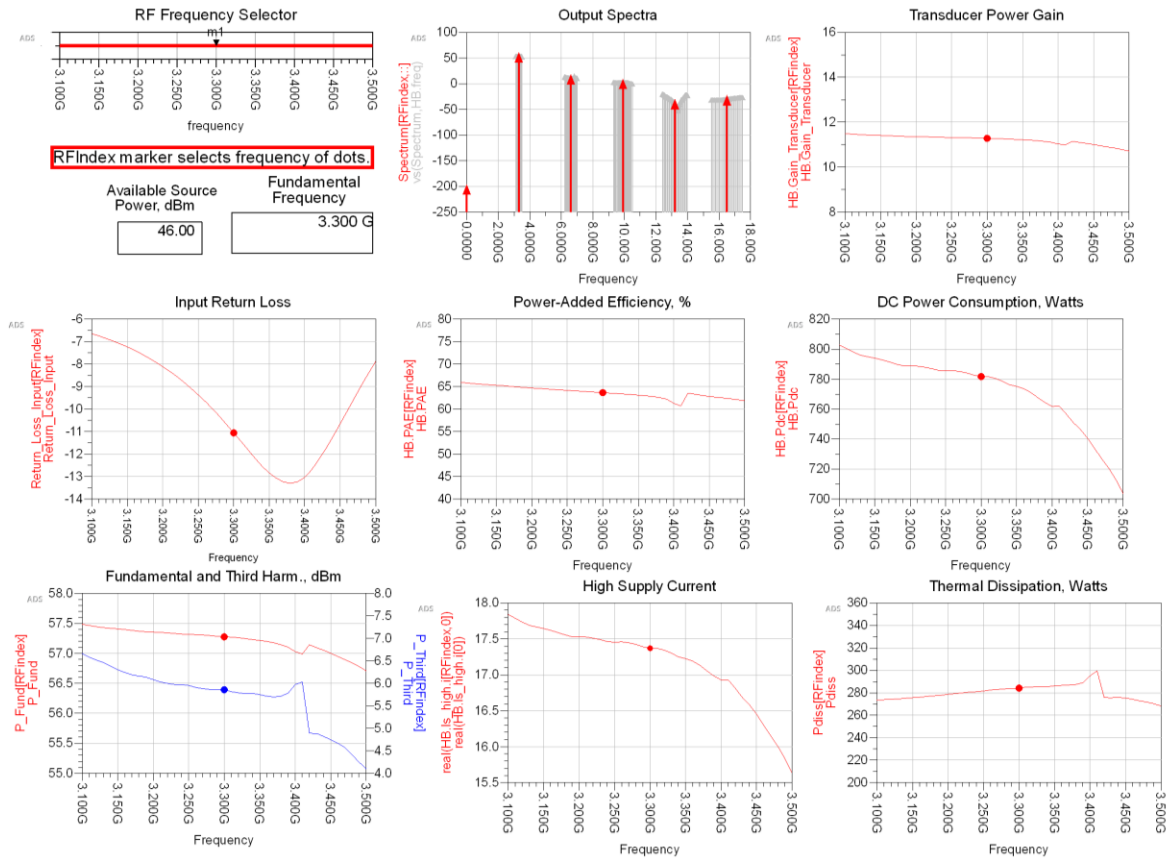 RF Frequency Selector
ADS
m1
3.100G
3.150G
3.200G
3.250G
3.300G
3.350G
3.400G
3.450G
3.500G
frequency
RFIndex marker selects frequency of dots.
Available Source
Power, dBm
46.00
Fundamental
Frequency
3.300 G
Output Spectra
ADS
Spectrum[RFindex,::]
vs(Spectrum,HB.freq)
100
50
0
-50
-100
-150
-200
-250
0.0000
2.000G
4.000G
6.000G
8.000G
10.00G
12.00G
14.00G
16.00G
18.00G
Frequency
Transducer Power Gain
ADS
HB.Gain_Transducer[RFindex]
HB.Gain_Transducer
16
14
12
10
8
3.100G
3.150G
3.200G
3.250G
3.300G
3.350G
3.400G
3.450G
3.500G
Frequency
Input Return Loss
ADS
Return_Loss_Input[RFindex]
Return_Loss_Input
-6
-7
-8
-9
-10
-11
-12
-13
-14
3.100G
3.150G
3.200G
3.250G
3.300G
3.350G
3.400G
3.450G
3.500G
Frequency
Power-Added Efficiency, %
ADS
HB.PAE[RFindex]
HB.PAE
80
75
70
65
60
55
50
45
40
3.100G
3.150G
3.200G
3.250G
3.300G
3.350G
3.400G
3.450G
3.500G
Frequency
DC Power Consumption, Watts
ADS
HB.Pdc[RFindex]
HB.Pdc
820
800
780
760
740
720
700
3.100G
3.150G
3.200G
3.250G
3.300G
3.350G
3.400G
3.450G
3.500G
Frequency
Fundamental and Third Harm., dBm
ADS
P_Fund[RFindex]
P_Fund
58.0
57.5
57.0
56.5
56.0
55.5
55.0
8.0
7.5
7.0
6.5
6.0
5.5
5.0
4.5
4.0
P_Third[RFindex]
P_Third
3.100G
3.150G
3.200G
3.250G
3.300G
3.350G
3.400G
3.450G
3.500G
Frequency
High Supply Current
ADS
real(HB.Is_high.i[RFindex,0])
real(HB.Is_high.i[0])
18.0
17.5
17.0
16.5
16.0
15.5
3.100G
3.150G
3.200G
3.250G
3.300G
3.350G
3.400G
3.450G
3.500G
Frequency
Thermal Dissipation, Watts
ADS
Pdiss[RFindex]
Pdiss
360
340
320
300
280
260
240
220
200
3.100G
3.150G
3.200G
3.250G
3.300G
3.350G
3.400G
3.450G
3.500G
Frequency